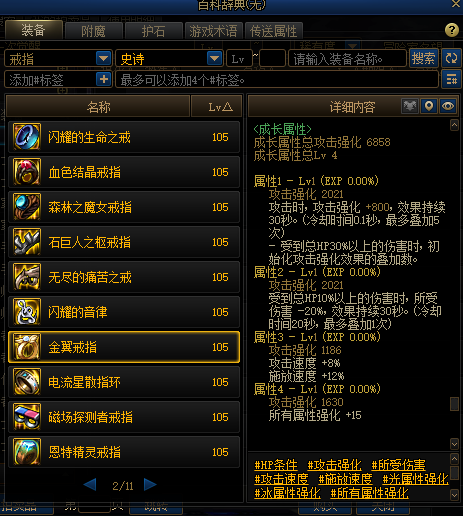 百科辞典(无)
装备 附魔 护石 游戏术语 传送属性
戒指 史诗 Lv ~ 请输入装备名称。 搜索
添加#标签 最多可以添加4个#标签。
名称 Lv△
闪耀的生命之戒 105
血色结晶戒指 105
森林之魔女戒指 105
石巨人之枢戒指 105
无尽的痛苦之戒 105
闪耀的音律 105
金翼戒指 105
电流星散指环 105
磁场探测者戒指 105
恩特精灵戒指 105
2/11
详细内容
<成长属性>
成长属性总攻击强化 6858
成长属性总Lv 4
属性1 - Lv1 (EXP 0.00%)
攻击强化 2021
攻击时, 攻击强化 +800, 效果持续
30秒。(冷却时间0.1秒, 最多叠加5
次)
- 受到总HP30%以上的伤害时, 初
始化攻击强化效果的叠加数。
属性2 - Lv1 (EXP 0.00%)
攻击强化 2021
受到总HP10%以上的伤害时, 所受
伤害 -20%, 效果持续30秒。(冷却
时间20秒, 最多叠加1次)
属性3 - Lv1 (EXP 0.00%)
攻击强化 1186
攻击速度 +8%
施放速度 +12%
属性4 - Lv1 (EXP 0.00%)
攻击强化 1630
所有属性强化 +15
#HP条件 #攻击强化 #所受伤害
#攻击速度 #施放速度 #光属性强化
#冰属性强化 #所有属性强化